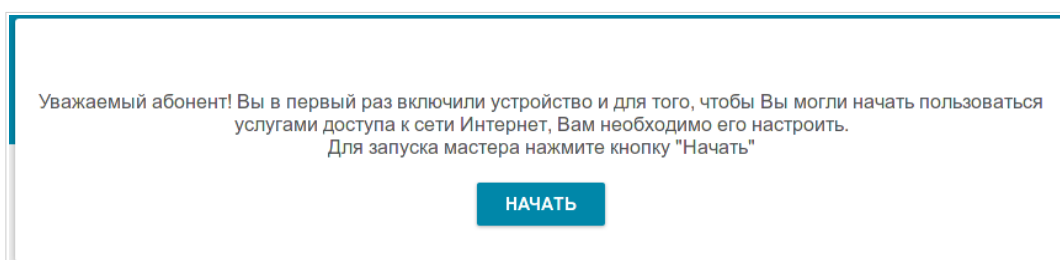 Уважаемый абонент! Вы в первый раз включили устройство и для того, чтобы Вы могли начать пользоваться
услугами доступа к сети Интернет, Вам необходимо его настроить.
Для запуска мастера нажмите кнопку "Начать"
НАЧАТЬ